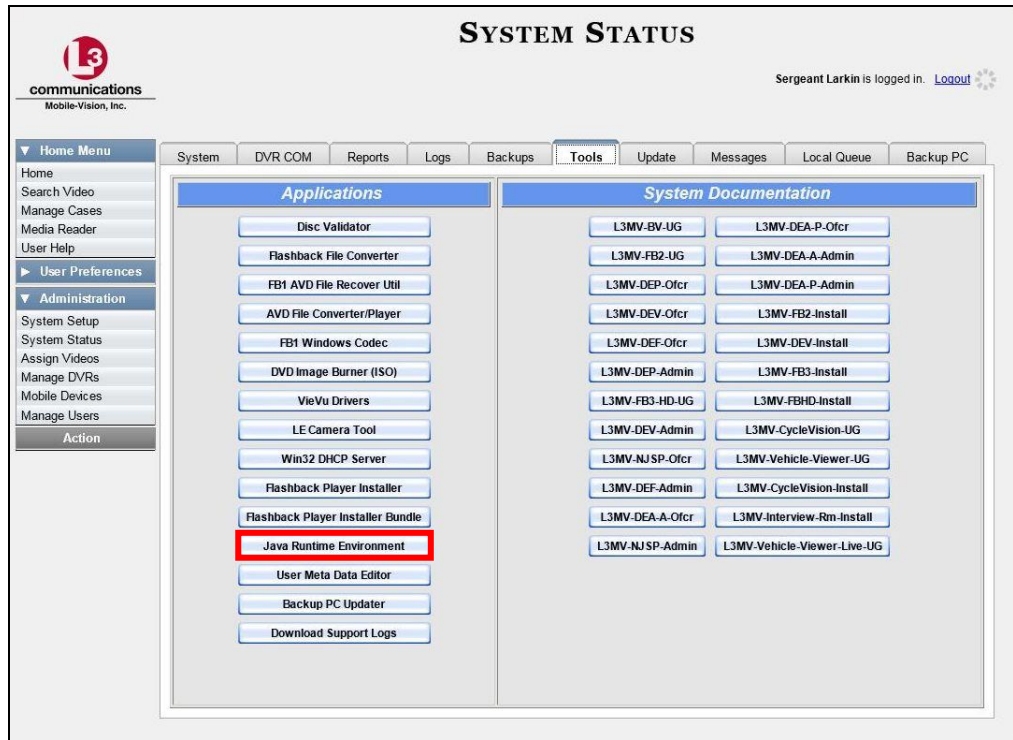 SYSTEM STATUS
L3
communications
Mobile-Vision, Inc.
Sergeant Larkin is logged in. Logout
Home Menu
Home
Search Video
Manage Cases
Media Reader
User Help
User Preferences
Administration
System Setup
System Status
Assign Videos
Manage DVRs
Mobile Devices
Manage Users
Action
System DVR COM Reports Logs Backups Tools Update Messages Local Queue Backup PC
Applications
Disc Validator
Flashback File Converter
FB1 AVD File Recover Util
AVD File Converter/Player
FB1 Windows Codec
DVD Image Burner (ISO)
VieVu Drivers
LE Camera Tool
Win32 DHCP Server
Flashback Player Installer
Flashback Player Installer Bundle
Java Runtime Environment
User Meta Data Editor
Backup PC Updater
Download Support Logs
System Documentation
L3MV-BV-UG L3MV-DEA-P-Ofcr
L3MV-FB2-UG L3MV-DEA-A-Admin
L3MV-DEP-Ofcr L3MV-DEA-P-Admin
L3MV-DEV-Ofcr L3MV-FB2-Install
L3MV-DEF-Ofcr L3MV-DEV-Install
L3MV-DEP-Admin L3MV-FB3-Install
L3MV-FB3-HD-UG L3MV-FBHD-Install
L3MV-DEV-Admin L3MV-CycleVision-UG
L3MV-NJSP-Ofcr L3MV-Vehicle-Viewer-UG
L3MV-DEF-Admin L3MV-CycleVision-Install
L3MV-DEA-A-Ofcr L3MV-Interview-Rm-Install
L3MV-NJSP-Admin L3MV-Vehicle-Viewer-Live-UG